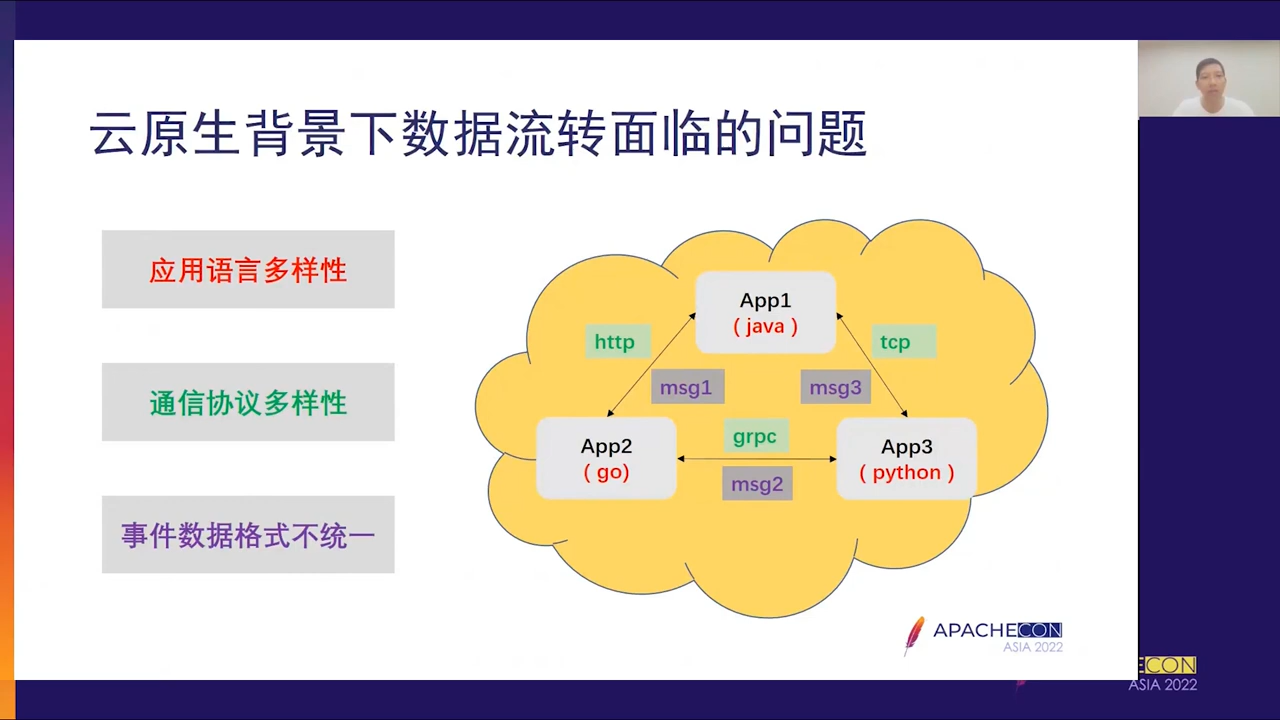 云原生背景下数据流转面临的问题
应用语言多样性
通信协议多样性
事件数据格式不统一
App1
( java )
http
tcp
msg1
msg3
App2
( go)
grpc
msg2
App3
( python )
APACHECON
ASIA 2022
ECON
ASIA 2022